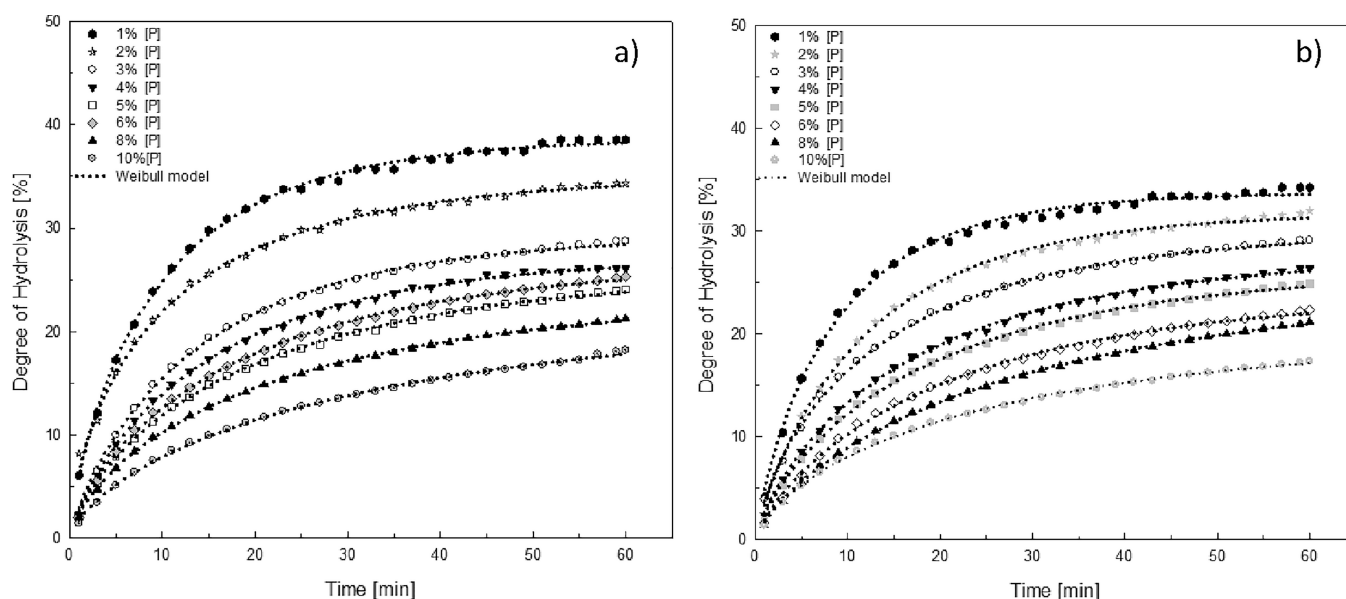 a)
50
40
30
20
10
0
Degree of Hydrolysis [%]
1% [P]
2% [P]
3% [P]
4% [P]
5% [P]
6% [P]
8% [P]
10%[P]
Weibull model
0 10 20 30 40 50 60
Time [min]
b)
50
40
30
20
10
0
Degree of Hydrolysis [%]
1% [P]
2% [P]
3% [P]
4% [P]
5% [P]
6% [P]
8% [P]
10%[P]
Weibull model
0 10 20 30 40 50 60
Time [min]